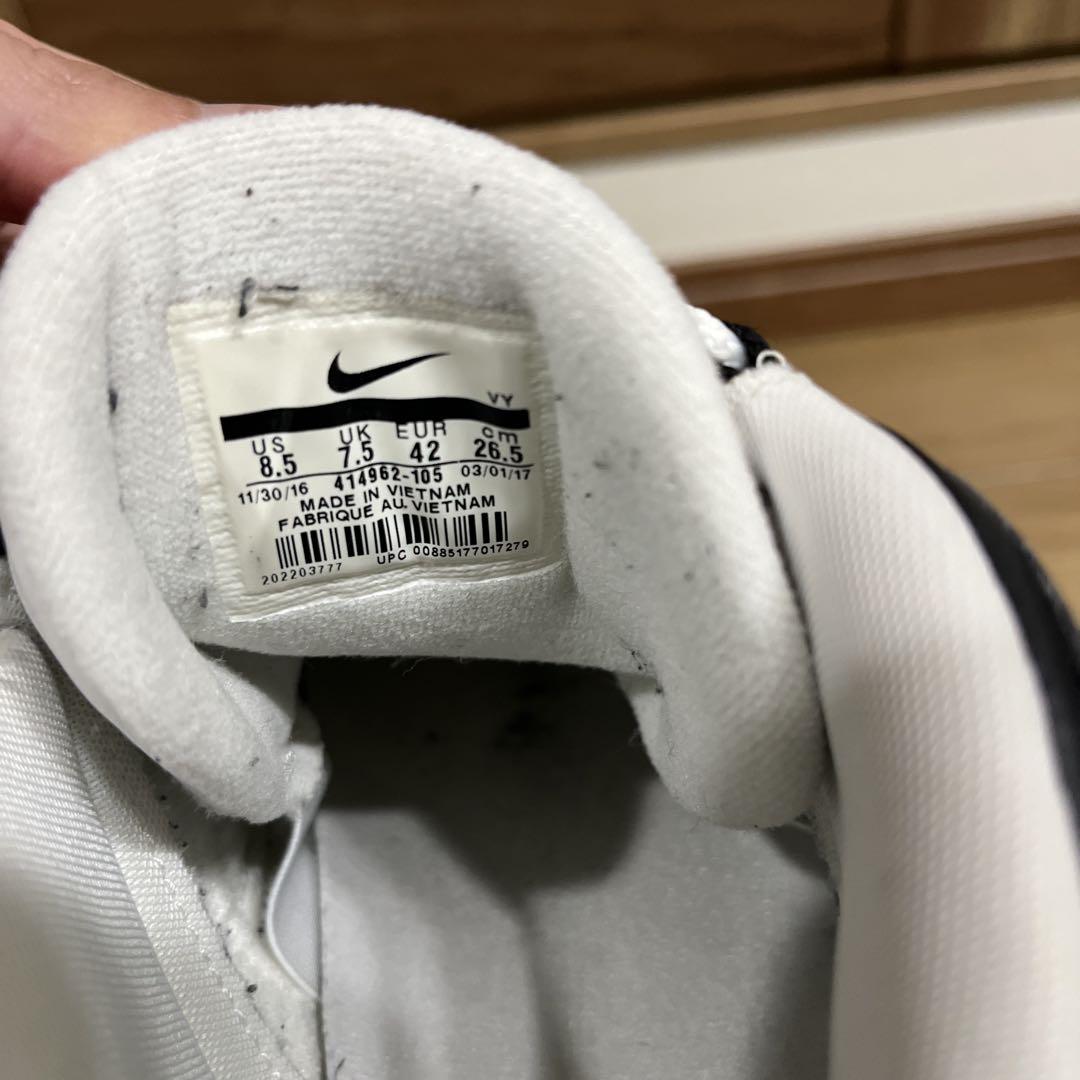 VY
US UK EUR cm
8.5 7.5 42 26.5
11/30/16 414962-105 03/01/17
MADE IN VIETNAM
FABRIQUE AU VIETNAM
202203777 UPC 00885177017279